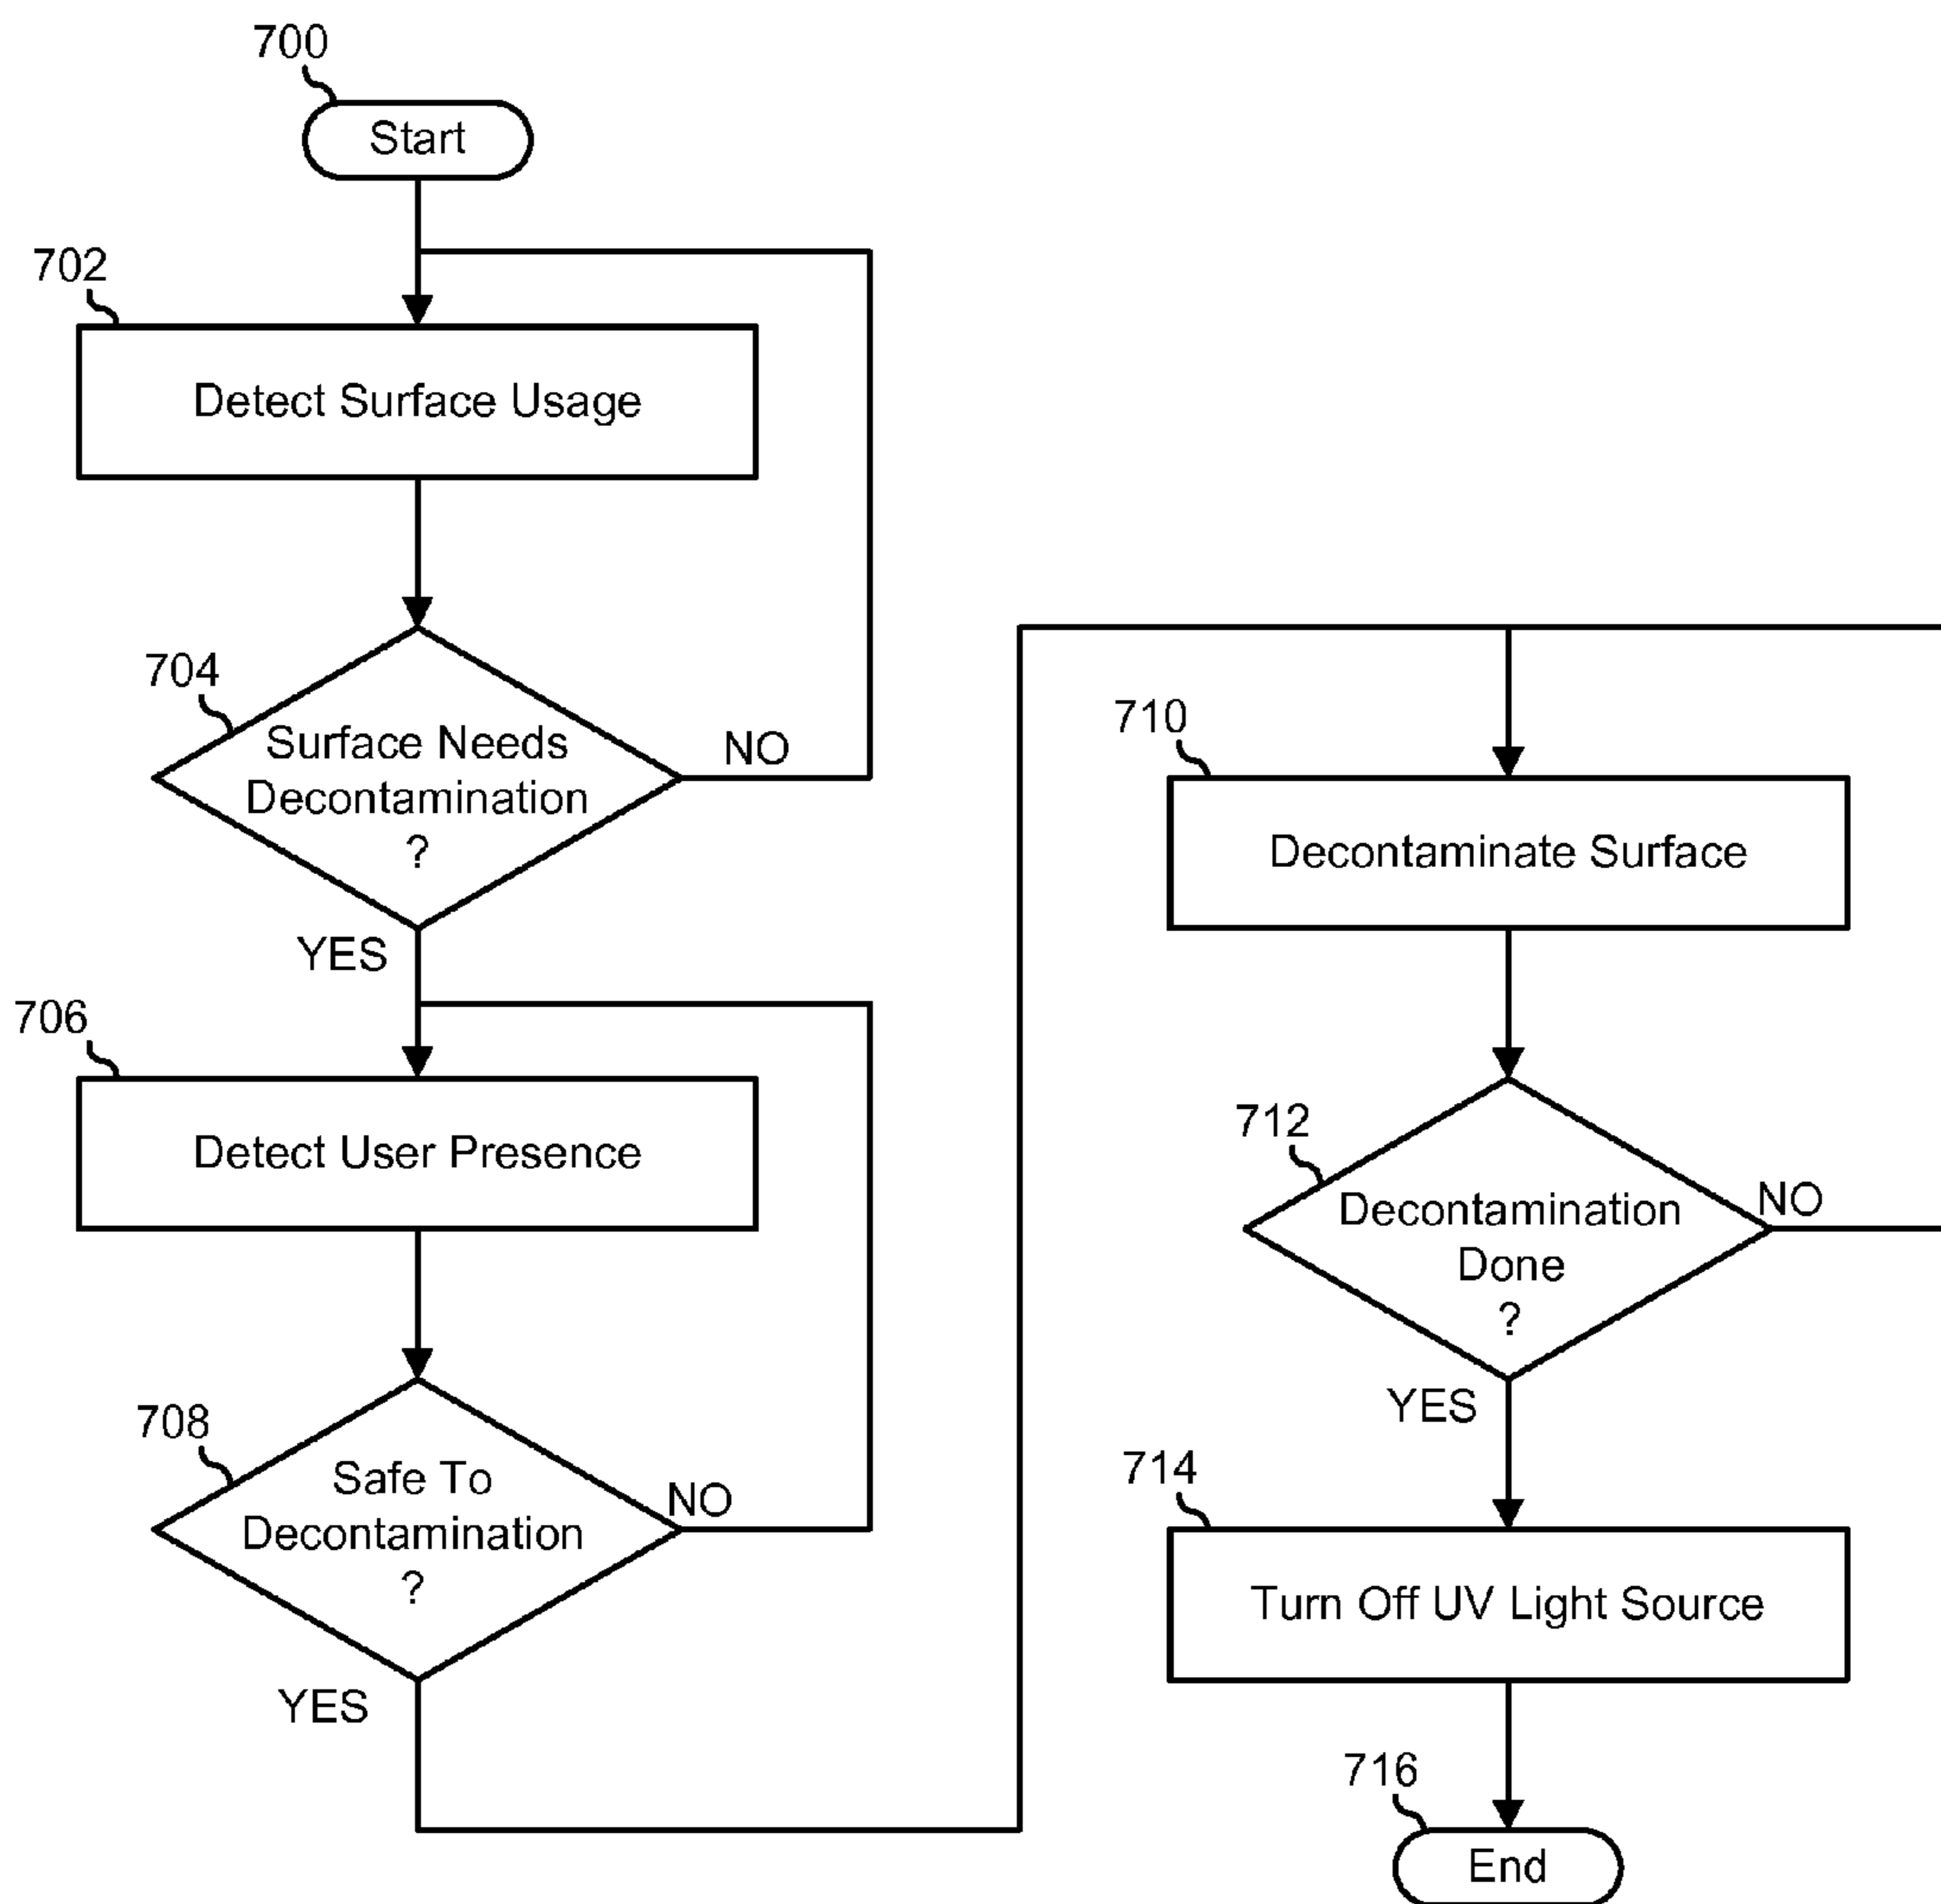 700
Start
702
Detect Surface Usage
704
Surface Needs
Decontamination
?
NO
YES
706
Detect User Presence
708
Safe To
Decontamination
?
NO
YES
710
Decontaminate Surface
712
Decontamination
Done
?
NO
YES
714
Turn Off UV Light Source
716
End